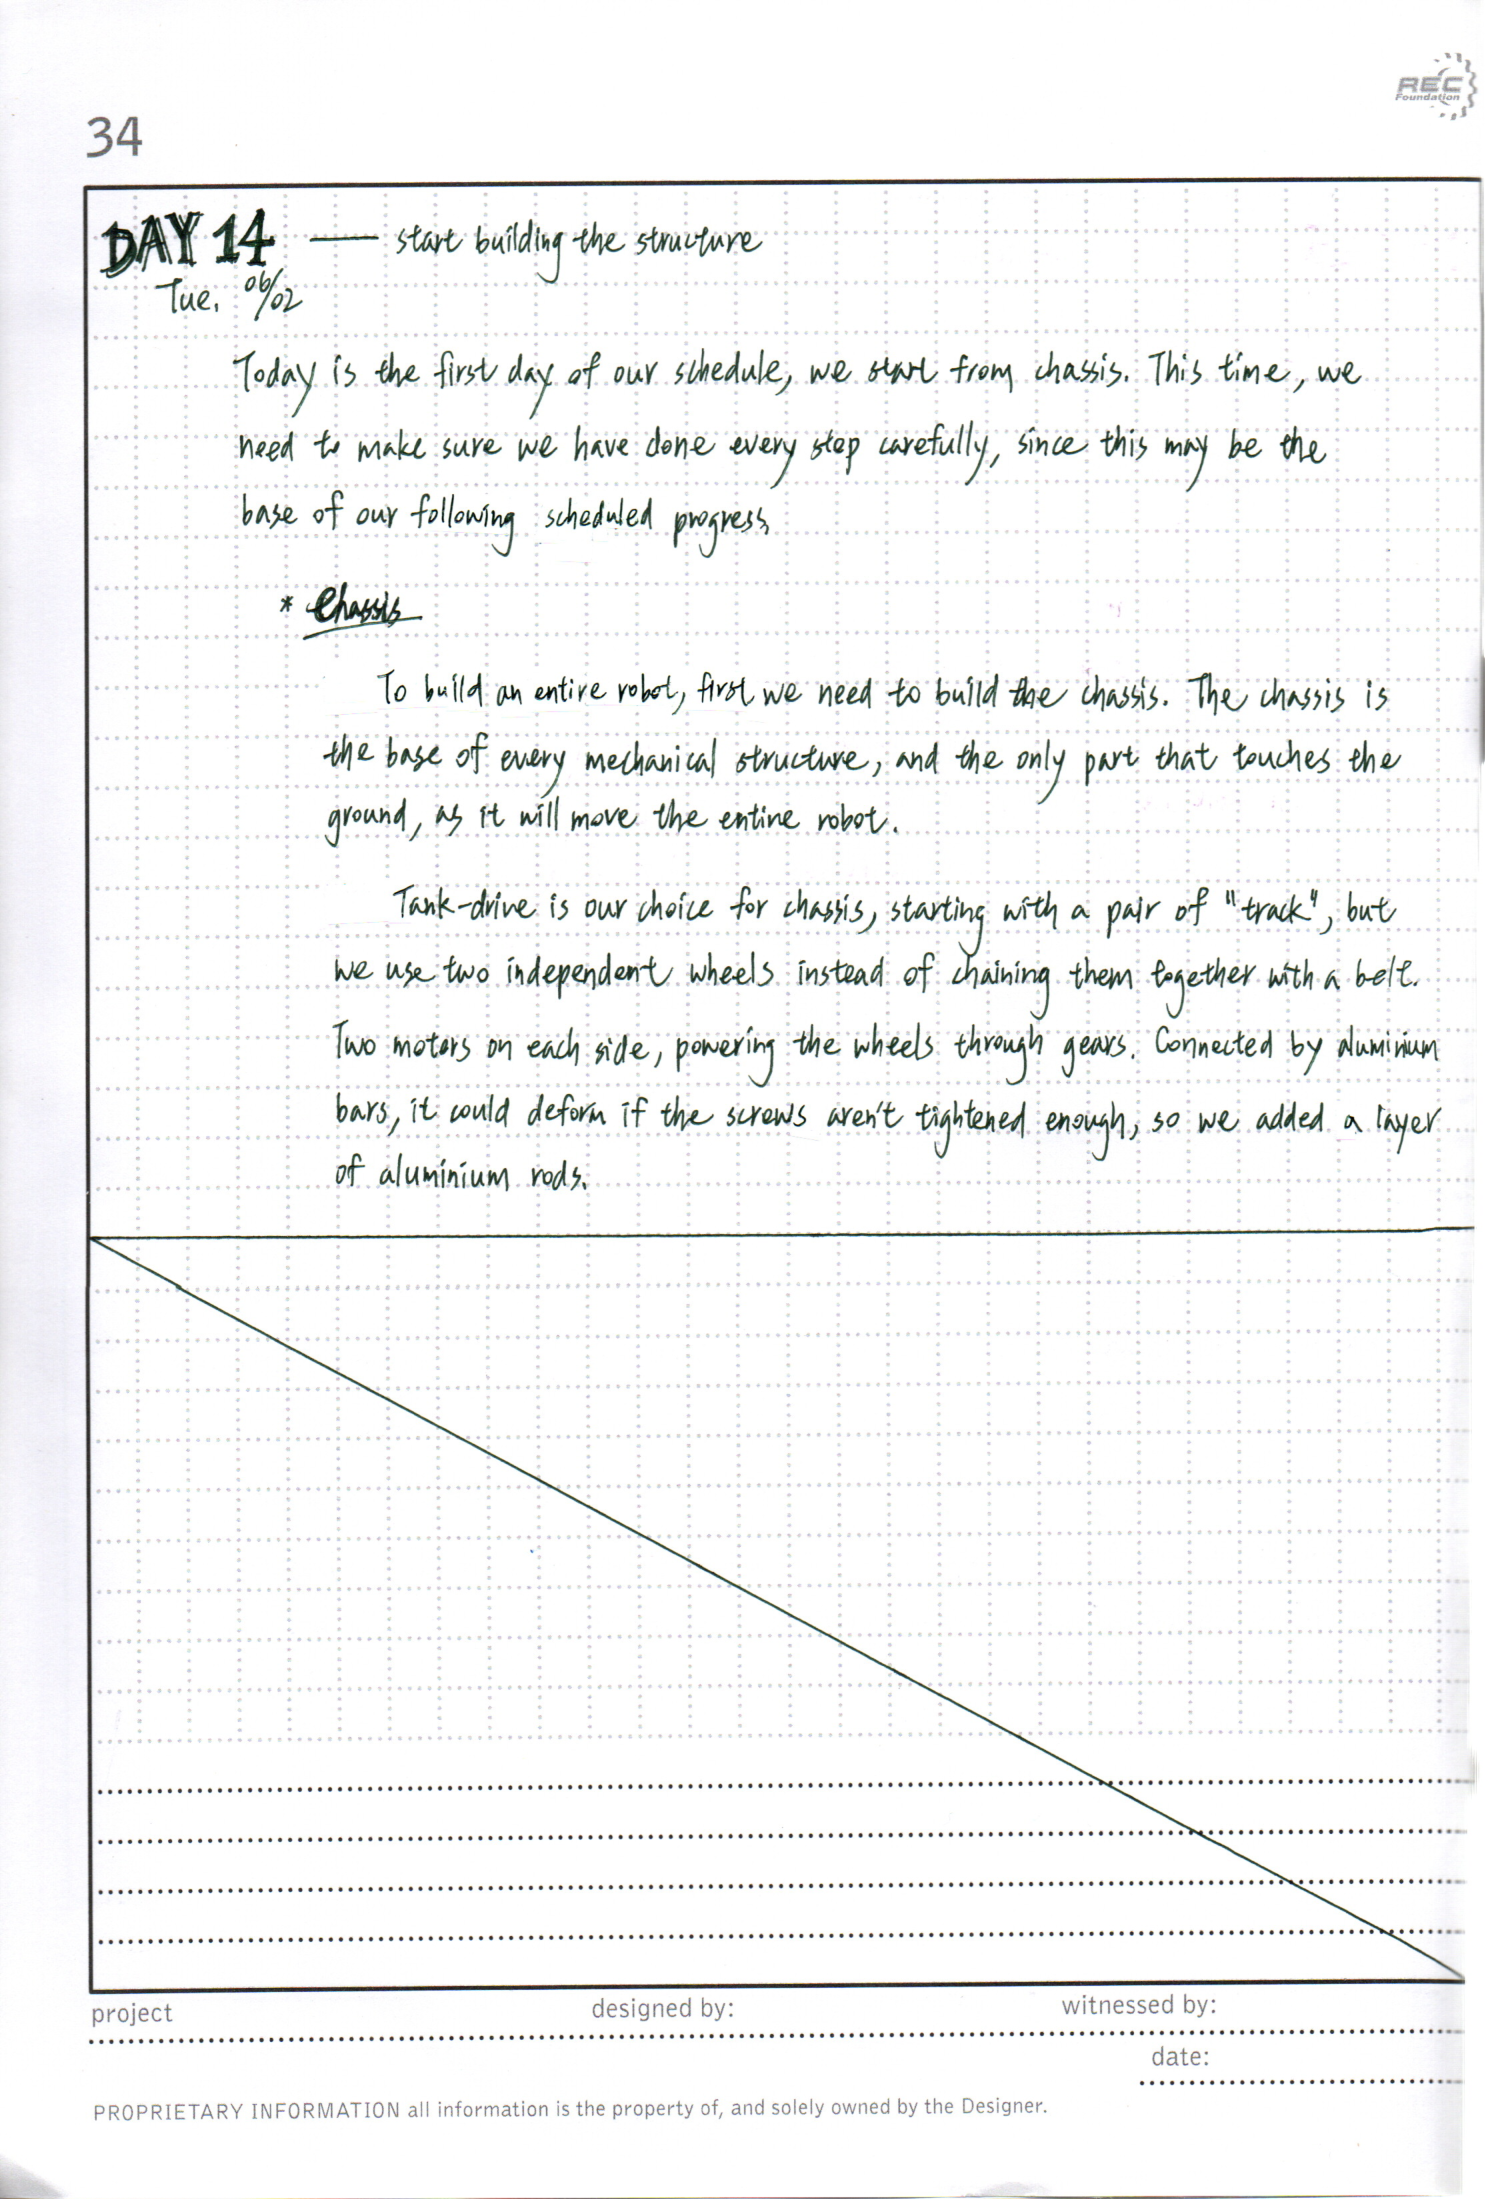 REC
Foundation
34
DAY 14 — start building the structure
Tue. 06/02
Today is the first day of our schedule, we start from chassis. This time, we
need to make sure we have done every step carefully, since this may be the
base of our following scheduled progress.
* Chassis
To build an entire robot, first we need to build the chassis. The chassis is
the base of every mechanical structure, and the only part that touches the
ground, as it will move the entire robot.
Tank-drive is our choice for chassis, starting with a pair of "track", but
we use two independent wheels instead of chaining them together with a belt.
Two motors on each side, powering the wheels through gears. Connected by aluminium
bars, it could deform if the screws aren't tightened enough, so we added a layer
of aluminium rods.
project designed by: witnessed by:
date:
PROPRIETARY INFORMATION all information is the property of, and solely owned by the Designer.